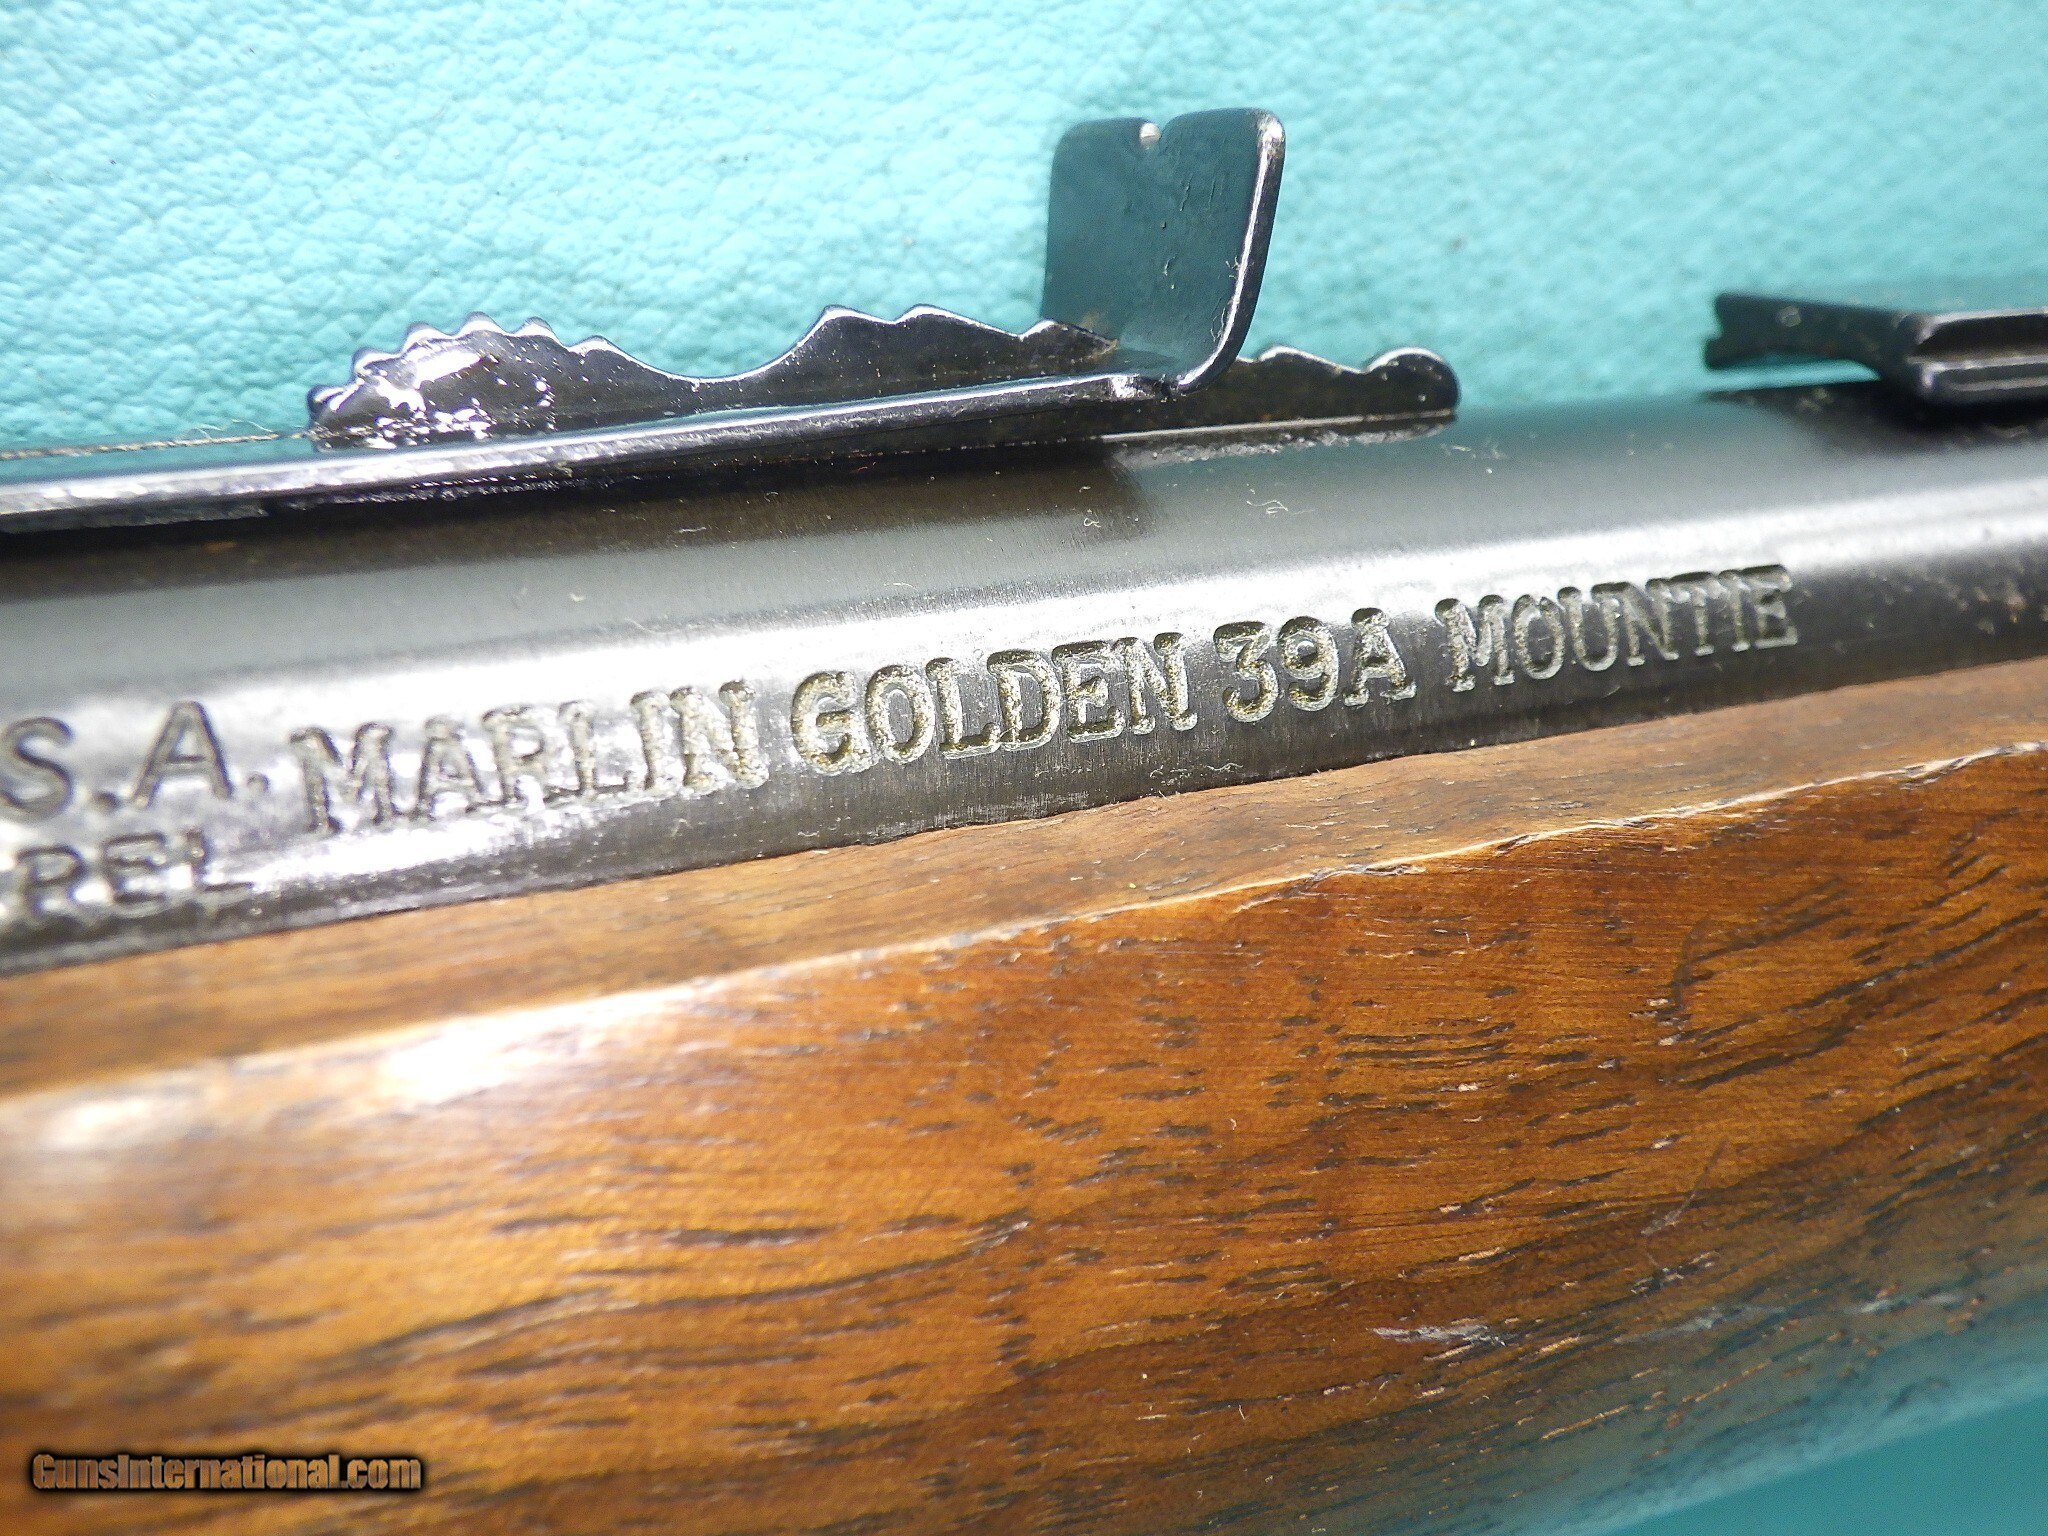 S.A. MARLIN GOLDEN 39A MOUNTIE
REL
GunsInternational.com